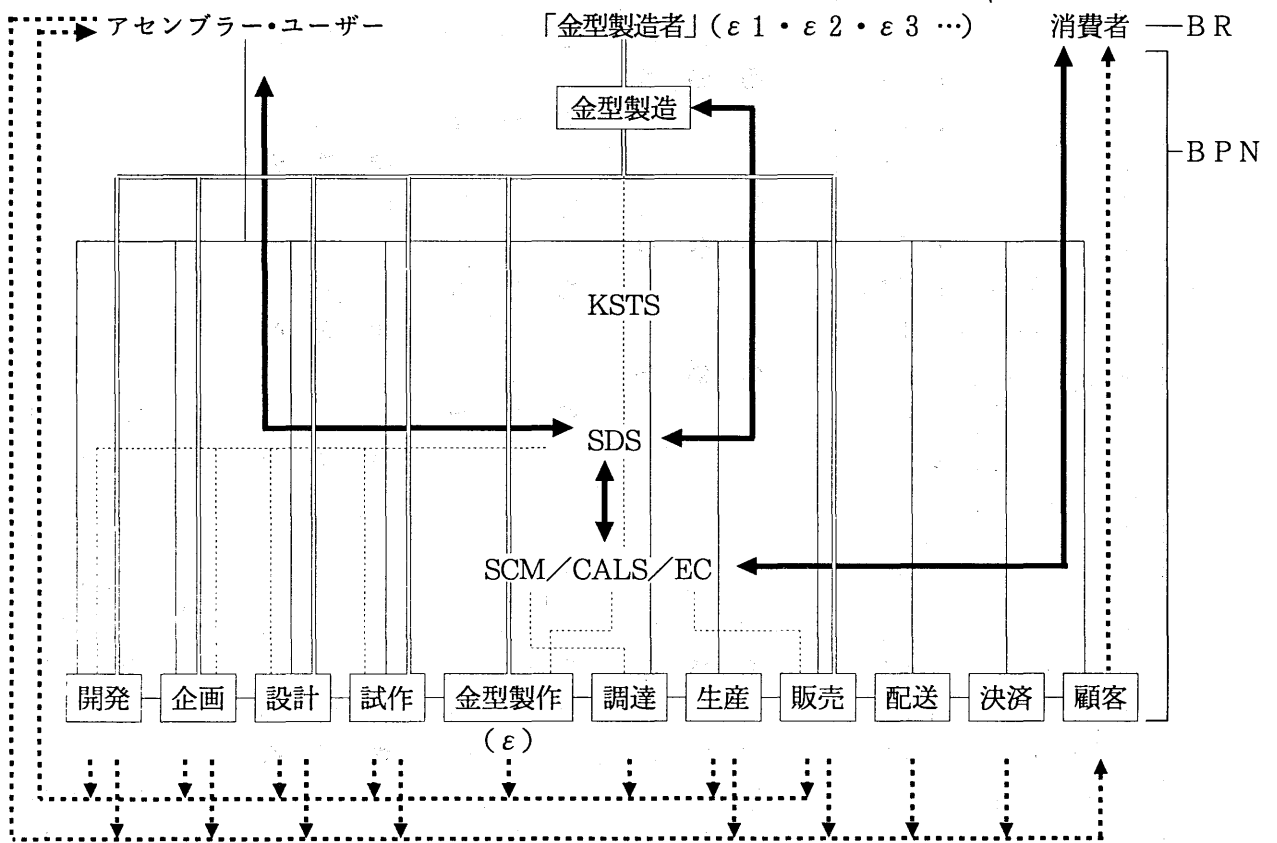 アセンブラー・ユーザー 「金型製造者」(ε1・ε2・ε3 …) 消費者 BR
金型製造
BPN
KSTS
SDS
SCM/CALS/EC
開発 企画 設計 試作 金型製作 調達 生産 販売 配送 決済 顧客
(ε)